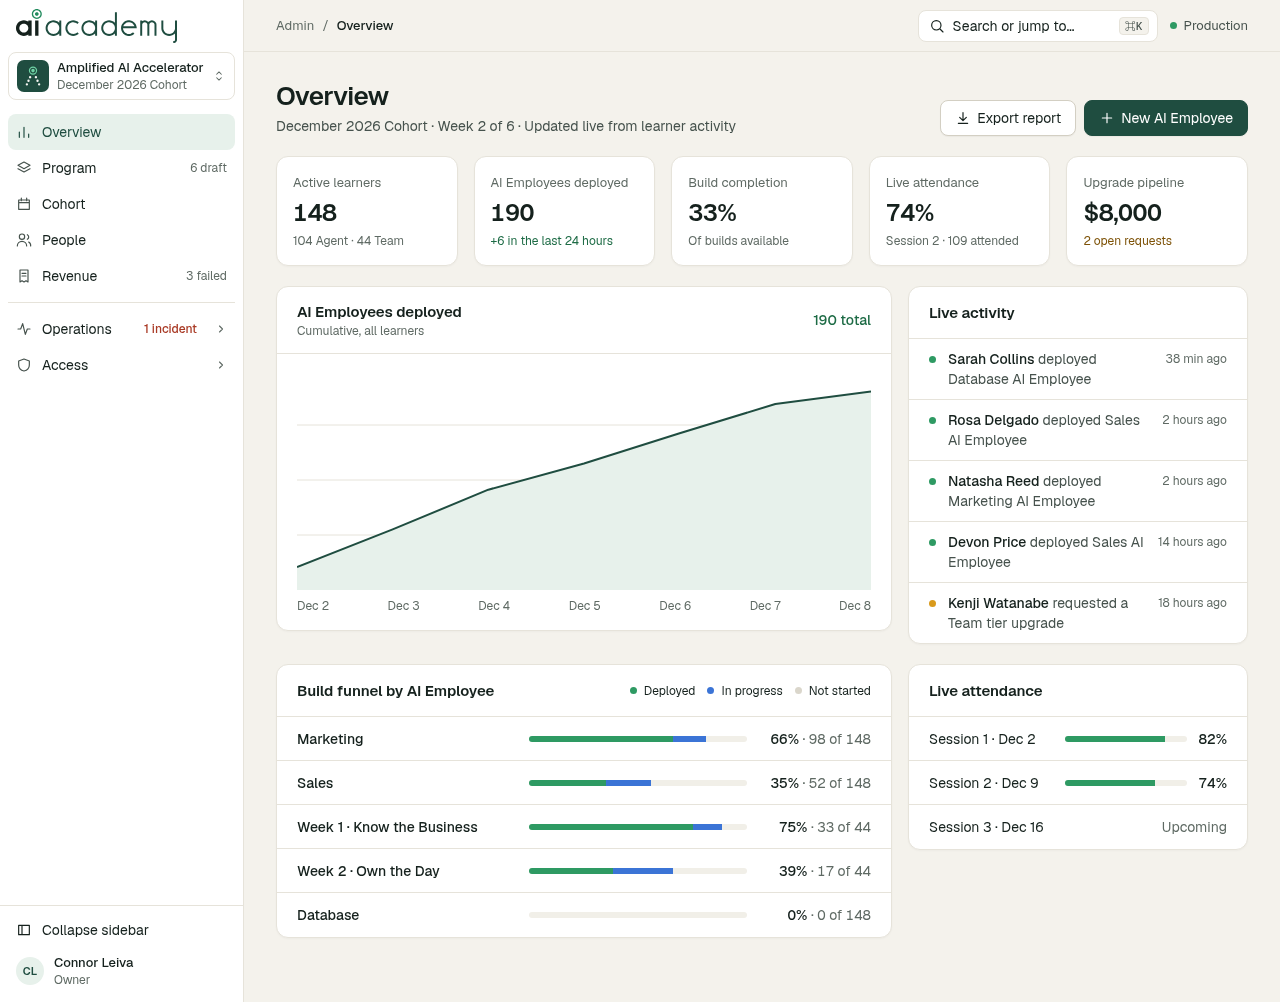 ai academy
Amplified AI Accelerator
December 2026 Cohort
Overview
Program 6 draft
Cohort
People
Revenue 3 failed
Operations 1 incident
Access
Collapse sidebar
CL
Connor Leiva
Owner
Admin / Overview
Search or jump to... ⌘K
Production
Overview
December 2026 Cohort · Week 2 of 6 · Updated live from learner activity
Export report
New AI Employee
Active learners
148
104 Agent · 44 Team
AI Employees deployed
190
+6 in the last 24 hours
Build completion
33%
Of builds available
Live attendance
74%
Session 2 · 109 attended
Upgrade pipeline
$8,000
2 open requests
AI Employees deployed
Cumulative, all learners
190 total
Dec 2 Dec 3 Dec 4 Dec 5 Dec 6 Dec 7 Dec 8
Live activity
Sarah Collins deployed 38 min ago
Database AI Employee
Rosa Delgado deployed Sales 2 hours ago
AI Employee
Natasha Reed deployed 2 hours ago
Marketing AI Employee
Devon Price deployed Sales AI 14 hours ago
Employee
Kenji Watanabe requested a 18 hours ago
Team tier upgrade
Build funnel by AI Employee
Deployed In progress Not started
Marketing 66% · 98 of 148
Sales 35% · 52 of 148
Week 1 · Know the Business 75% · 33 of 44
Week 2 · Own the Day 39% · 17 of 44
Database 0% · 0 of 148
Live attendance
Session 1 · Dec 2 82%
Session 2 · Dec 9 74%
Session 3 · Dec 16 Upcoming